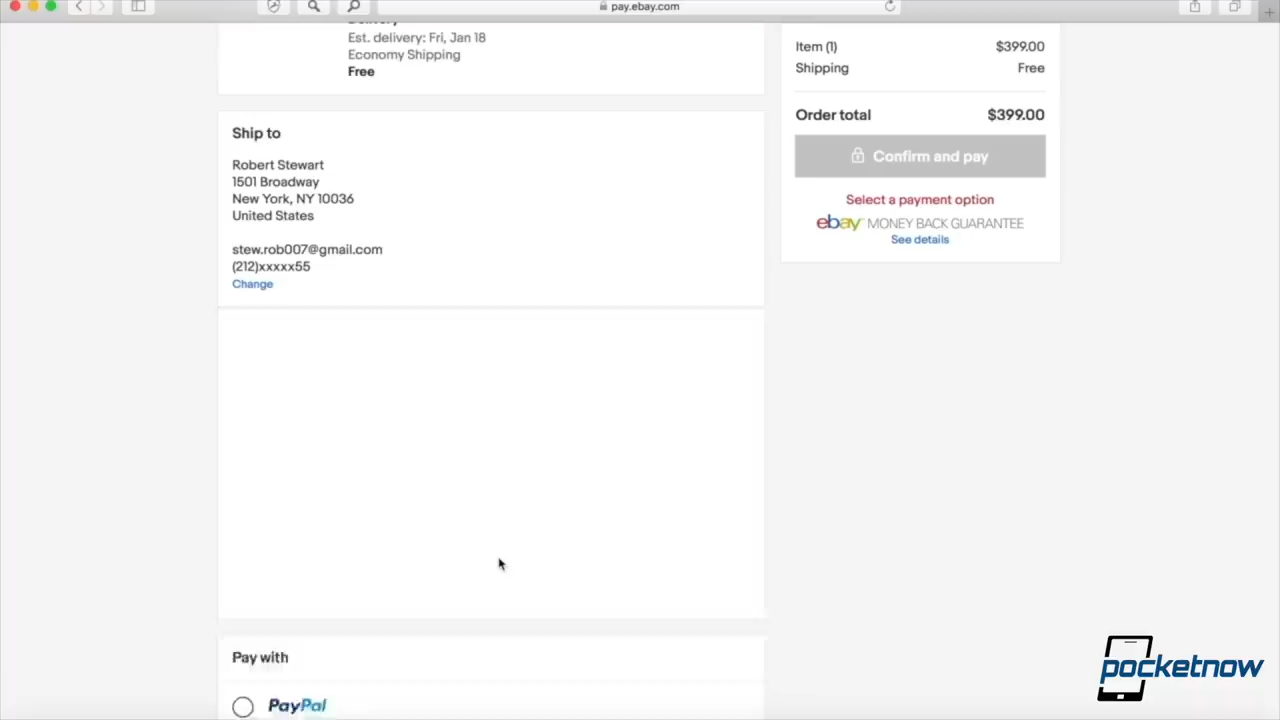 pay.ebay.com
Delivery
Est. delivery: Fri, Jan 18
Economy Shipping
Free
Item (1) $399.00
Shipping Free
Order total $399.00
Confirm and pay
Select a payment option
ebay MONEY BACK GUARANTEE
See details
Ship to
Robert Stewart
1501 Broadway
New York, NY 10036
United States
stew.rob007@gmail.com
(212)xxxxx55
Change
Pay with
PayPal
pocketnow